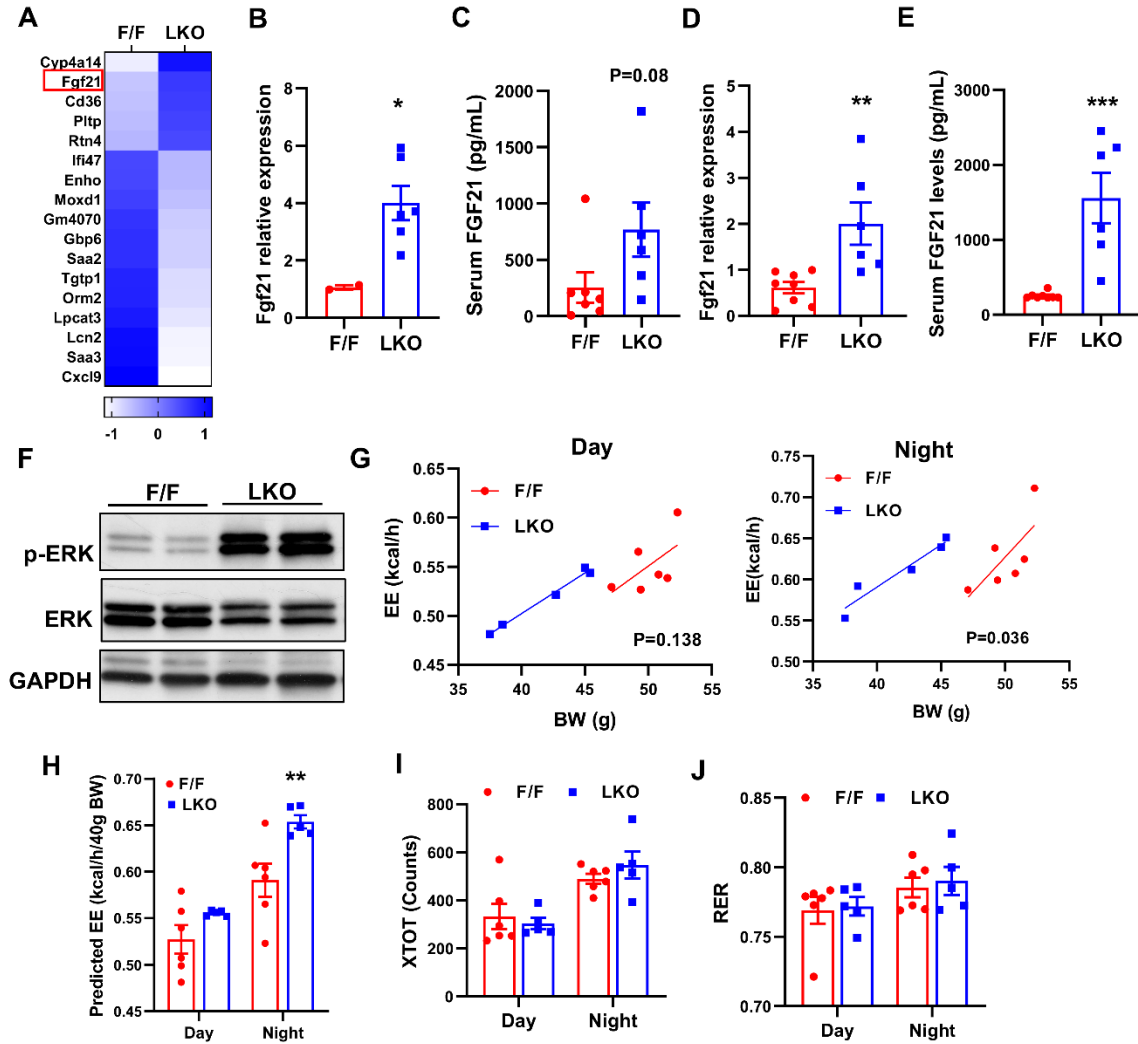 A
F/F LKO
Cyp4a14
Fgf21
Cd36
Pltp
Rtn4
Ifi47
Enho
Moxd1
Gm4070
Gbp6
Saa2
Tgtp1
Orm2
Lpcat3
Lcn2
Saa3
Cxcl9
-1 0 1
B
Fgf21 relative expression
8
6
4
2
0
*
F/F LKO
C
Serum FGF21 (pg/mL)
P=0.08
2000
1500
1000
500
0
F/F LKO
D
Fgf21 relative expression
5
4
3
2
1
0
**
F/F LKO
E
Serum FGF21 levels (pg/mL)
3000
2000
1000
0
***
F/F LKO
F
F/F LKO
p-ERK
ERK
GAPDH
G
Day
EE (kcal/h)
0.65
0.60
0.55
0.50
0.45
F/F
LKO
P=0.138
35 40 45 50 55
BW (g)
Night
EE(kcal/h)
0.75
0.70
0.65
0.60
0.55
0.50
F/F
LKO
P=0.036
35 40 45 50 55
BW (g)
H
Predicted EE (kcal/h/40g BW)
0.70
0.65
0.60
0.55
0.50
0.45
F/F
LKO
**
Day Night
I
F/F LKO
XTOT (Counts)
800
600
400
200
0
Day Night
J
F/F LKO
RER
0.85
0.80
0.75
0.70
Day Night